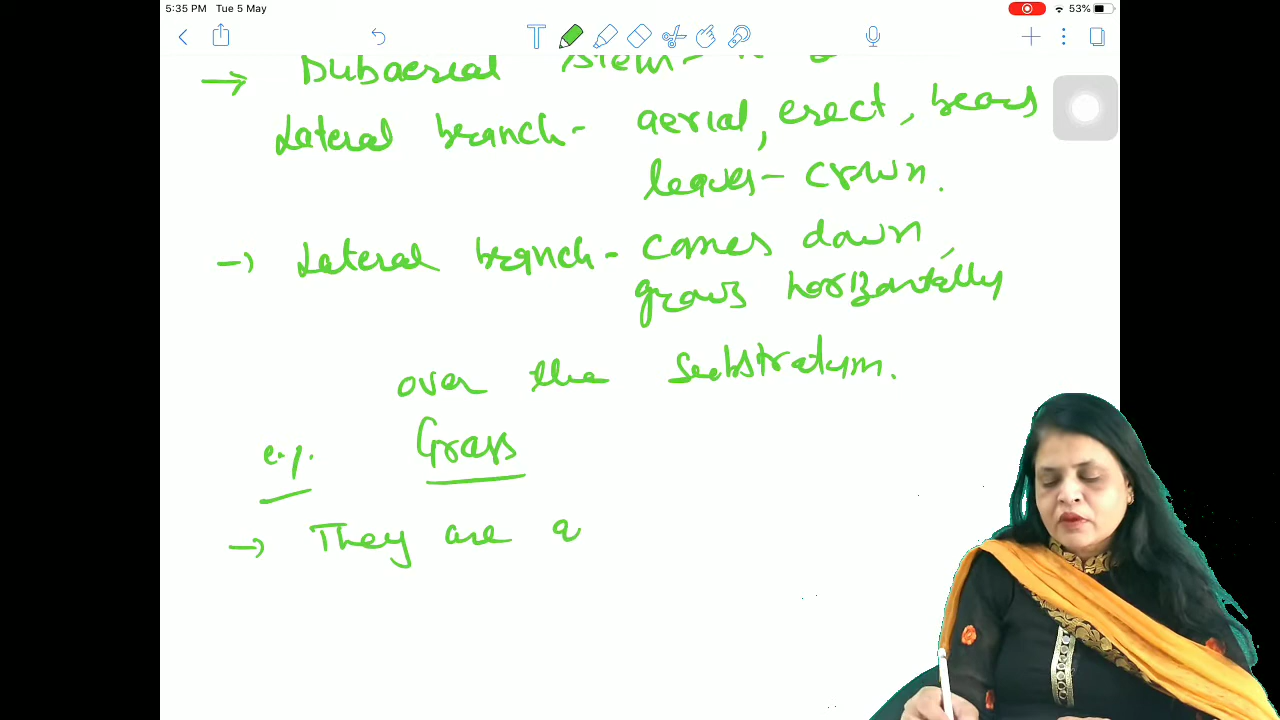 5:35 PM Tue 5 May
53%
T
→ Subaerial stem -
Lateral branch - aerial, erect, bears
leaves - crown.
→ Lateral branch - comes down,
grows horizontally
over the substratum.
e.g. Grass
→ They are a